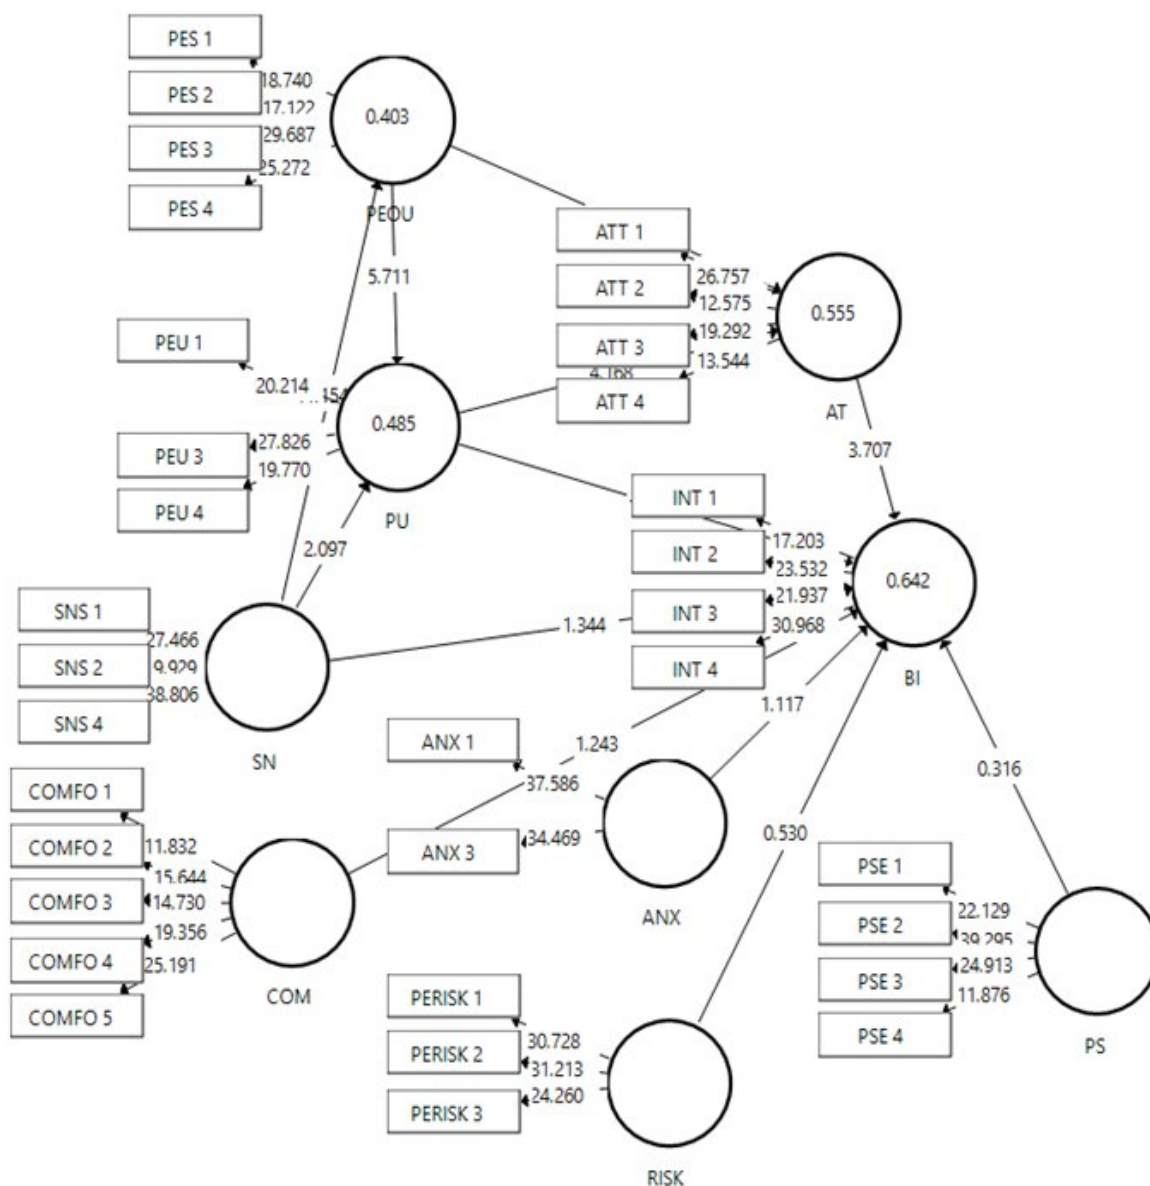 PES 1
18.740
PES 2
17.122
PES 3
29.687
25.272
PES 4
0.403
PEOU
5.711
ATT 1
26.757
ATT 2
12.575
ATT 3
19.292
13.544
4.168
ATT 4
0.555
AT
3.707
PEU 1
20.214
PEU 3
27.826
19.770
PEU 4
0.485
PU
2.097
INT 1
17.203
INT 2
23.532
INT 3
21.937
30.968
INT 4
0.642
BI
SNS 1
27.466
SNS 2
9.929
38.806
SNS 4
SN
1.344
1.243
1.117
0.530
0.316
COMFO 1
11.832
COMFO 2
15.644
COMFO 3
14.730
19.356
COMFO 4
25.191
COMFO 5
COM
ANX 1
37.586
ANX 3
34.469
ANX
PSE 1
22.129
PSE 2
39.295
PSE 3
24.913
11.876
PSE 4
PS
PERISK 1
30.728
PERISK 2
31.213
24.260
PERISK 3
RISK